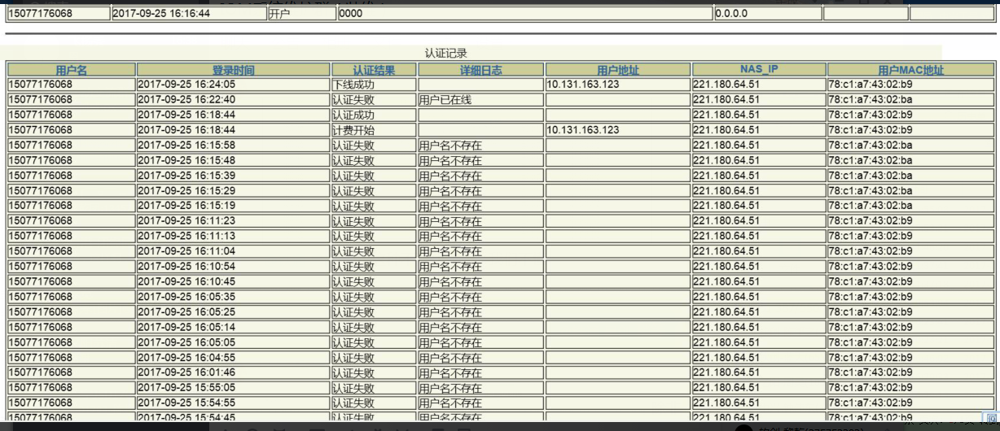 15077176068 2017-09-25 16:16:44 开户 0000 0.0.0.0
认证记录
用户名 登录时间 认证结果 详细日志 用户地址 NAS_IP 用户MAC地址
15077176068 2017-09-25 16:24:05 下线成功 10.131.163.123 221.180.64.51 78:c1:a7:43:02:b9
15077176068 2017-09-25 16:22:40 认证失败 用户已在线 221.180.64.51 78:c1:a7:43:02:ba
15077176068 2017-09-25 16:18:44 认证成功 221.180.64.51 78:c1:a7:43:02:b9
15077176068 2017-09-25 16:18:44 计费开始 10.131.163.123 221.180.64.51 78:c1:a7:43:02:b9
15077176068 2017-09-25 16:15:58 认证失败 用户名不存在 221.180.64.51 78:c1:a7:43:02:ba
15077176068 2017-09-25 16:15:48 认证失败 用户名不存在 221.180.64.51 78:c1:a7:43:02:ba
15077176068 2017-09-25 16:15:39 认证失败 用户名不存在 221.180.64.51 78:c1:a7:43:02:ba
15077176068 2017-09-25 16:15:29 认证失败 用户名不存在 221.180.64.51 78:c1:a7:43:02:ba
15077176068 2017-09-25 16:15:19 认证失败 用户名不存在 221.180.64.51 78:c1:a7:43:02:ba
15077176068 2017-09-25 16:11:23 认证失败 用户名不存在 221.180.64.51 78:c1:a7:43:02:b9
15077176068 2017-09-25 16:11:13 认证失败 用户名不存在 221.180.64.51 78:c1:a7:43:02:b9
15077176068 2017-09-25 16:11:04 认证失败 用户名不存在 221.180.64.51 78:c1:a7:43:02:b9
15077176068 2017-09-25 16:10:54 认证失败 用户名不存在 221.180.64.51 78:c1:a7:43:02:b9
15077176068 2017-09-25 16:10:45 认证失败 用户名不存在 221.180.64.51 78:c1:a7:43:02:b9
15077176068 2017-09-25 16:05:35 认证失败 用户名不存在 221.180.64.51 78:c1:a7:43:02:b9
15077176068 2017-09-25 16:05:25 认证失败 用户名不存在 221.180.64.51 78:c1:a7:43:02:b9
15077176068 2017-09-25 16:05:14 认证失败 用户名不存在 221.180.64.51 78:c1:a7:43:02:b9
15077176068 2017-09-25 16:05:05 认证失败 用户名不存在 221.180.64.51 78:c1:a7:43:02:b9
15077176068 2017-09-25 16:04:55 认证失败 用户名不存在 221.180.64.51 78:c1:a7:43:02:b9
15077176068 2017-09-25 16:01:46 认证失败 用户名不存在 221.180.64.51 78:c1:a7:43:02:b9
15077176068 2017-09-25 15:55:05 认证失败 用户名不存在 221.180.64.51 78:c1:a7:43:02:b9
15077176068 2017-09-25 15:54:55 认证失败 用户名不存在 221.180.64.51 78:c1:a7:43:02:b9
15077176068 2017-09-25 15:54:45 认证失败 用户名不存在 221.180.64.51 78:c1:a7:43:02:b9